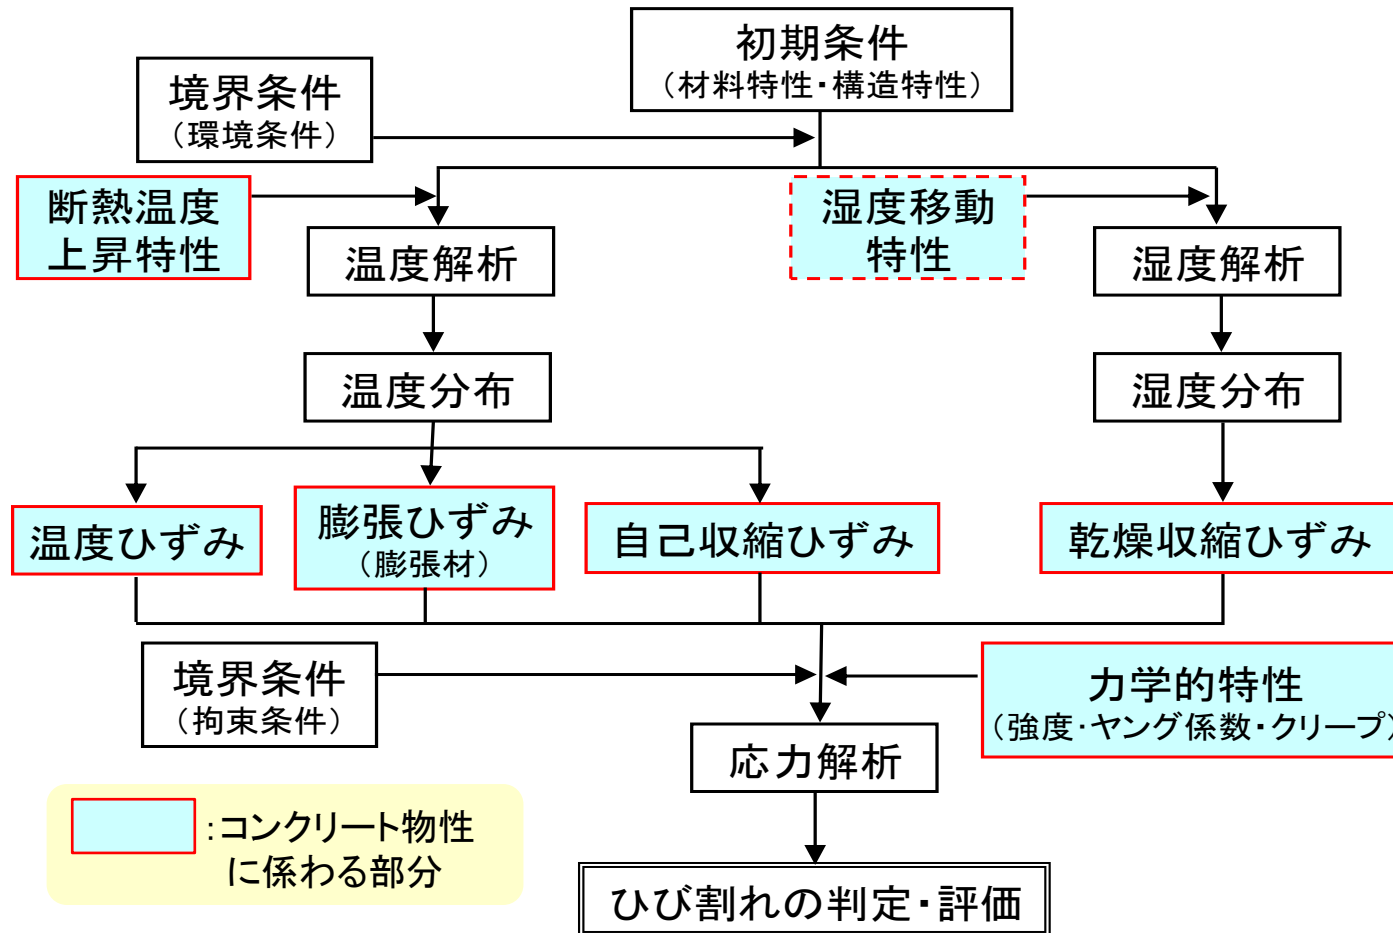 初期条件
（材料特性・構造特性）
境界条件
（環境条件）
断熱温度
上昇特性
湿度移動
特性
温度解析
湿度解析
温度分布
湿度分布
温度ひずみ
膨張ひずみ
（膨張材）
自己収縮ひずみ
乾燥収縮ひずみ
境界条件
（拘束条件）
力学的特性
（強度・ヤング係数・クリープ）
応力解析
：コンクリート物性
に係わる部分
ひび割れの判定・評価